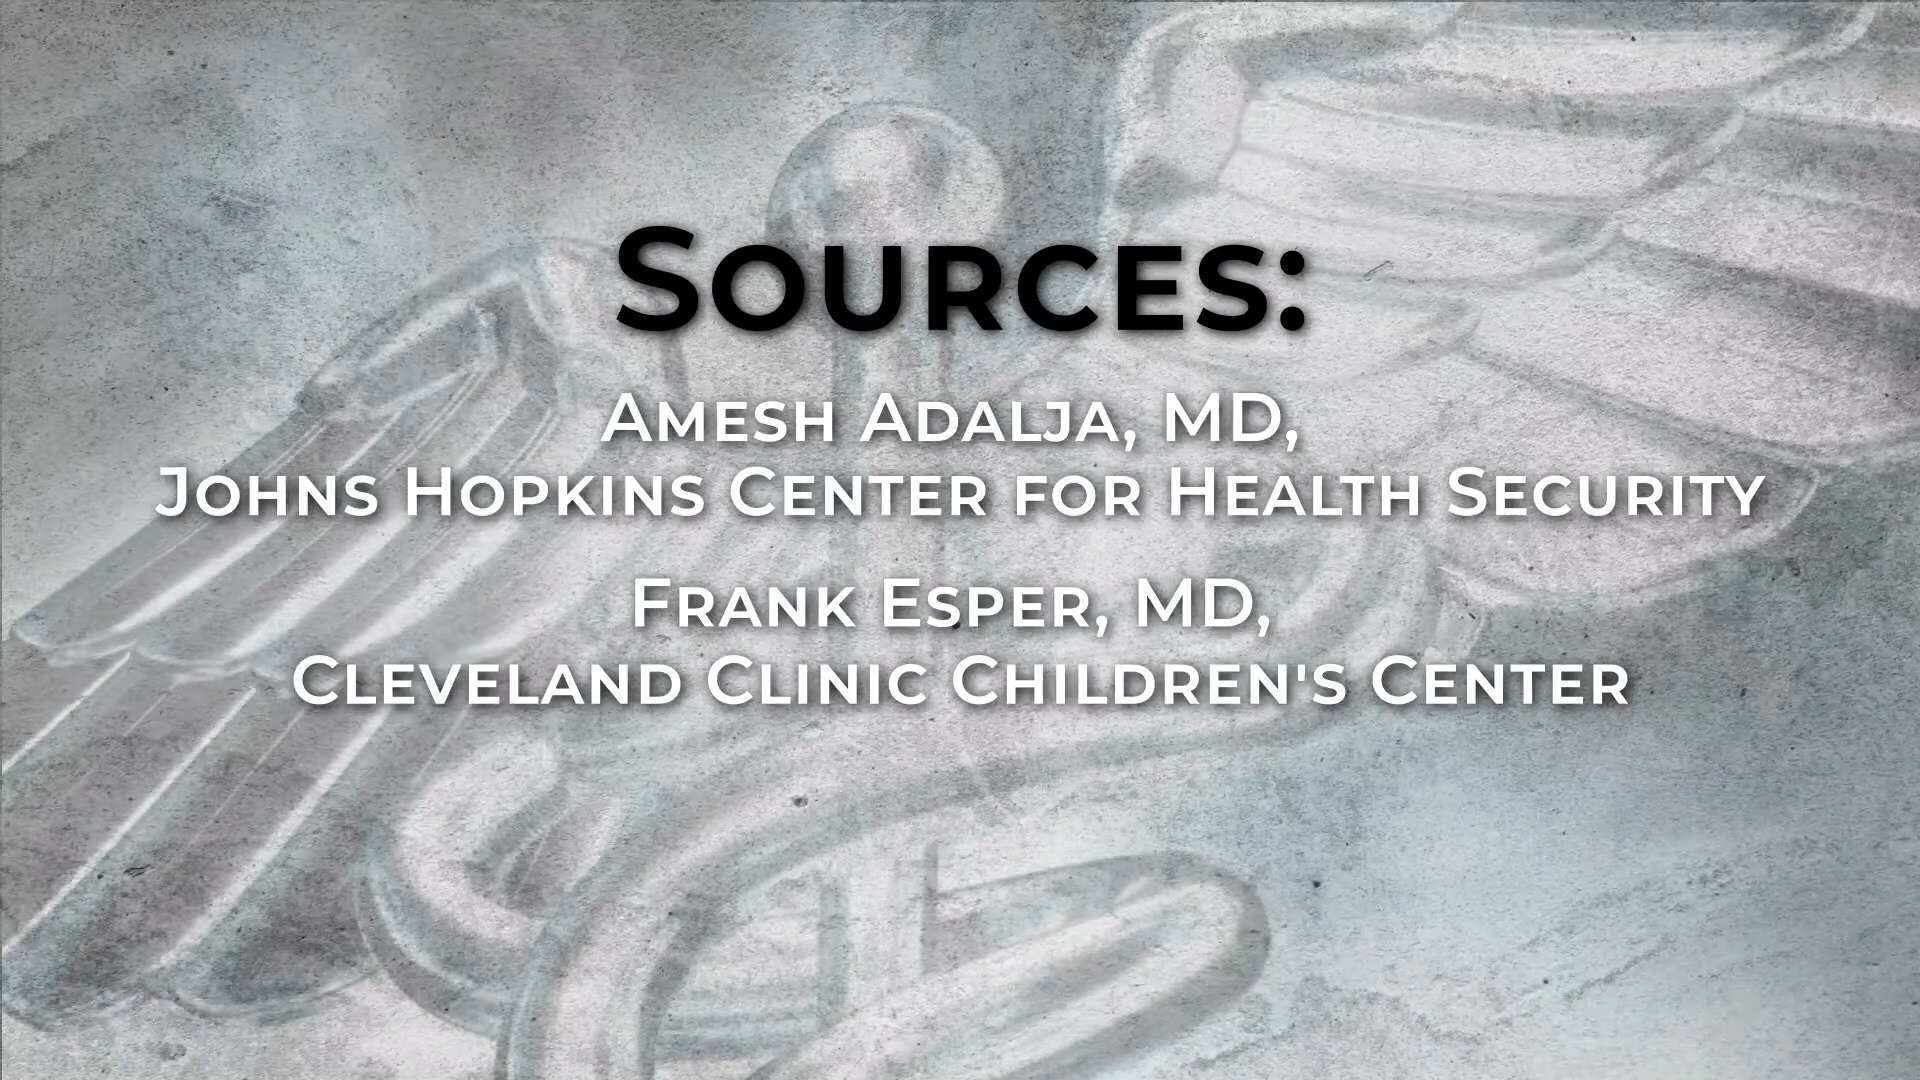 Sources:
Amesh Adalja, MD,
Johns Hopkins Center for Health Security
Frank Esper, MD,
Cleveland Clinic Children's Center